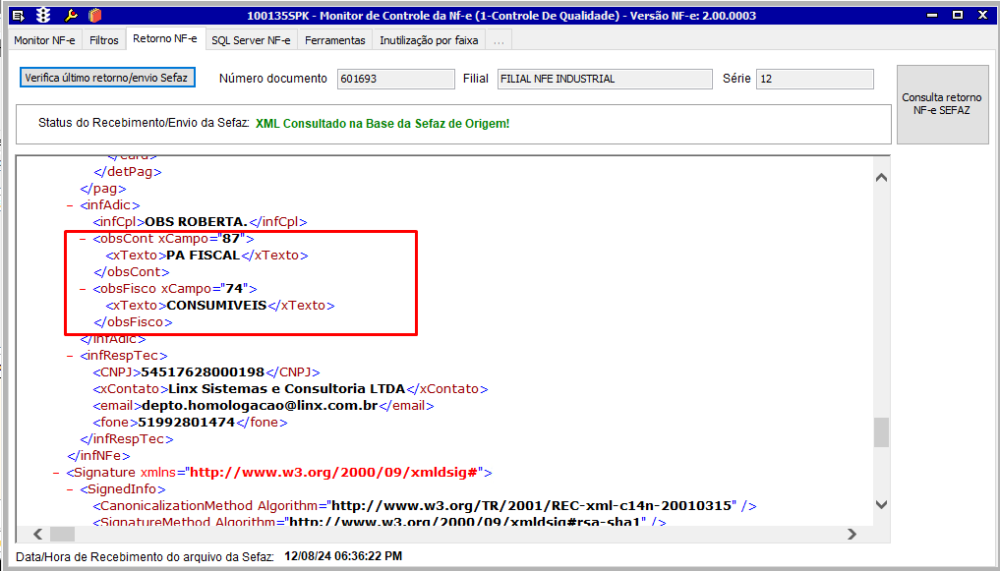 100135SPK - Monitor de Controle da Nf-e (1-Controle De Qualidade) - Versão NF-e: 2.00.0003
Monitor NF-e Filtros Retorno NF-e SQL Server NF-e Ferramentas Inutilização por faixa ...
Verifica último retorno/envio Sefaz Número documento 601693 Filial FILIAL NFE INDUSTRIAL Série 12
Consulta retorno
NF-e SEFAZ
Status do Recebimento/Envio da Sefaz: XML Consultado na Base da Sefaz de Origem!
</card>
</detPag>
</pag>
- <infAdic>
<infCpl>OBS ROBERTA.</infCpl>
- <obsCont xCampo="87">
<xTexto>PA FISCAL</xTexto>
</obsCont>
- <obsFisco xCampo="74">
<xTexto>CONSUMIVEIS</xTexto>
</obsFisco>
</infAdic>
- <infRespTec>
<CNPJ>54517628000198</CNPJ>
<xContato>Linx Sistemas e Consultoria LTDA</xContato>
<email>depto.homologacao@linx.com.br</email>
<fone>51992801474</fone>
</infRespTec>
</infNFe>
- <Signature xmlns="http://www.w3.org/2000/09/xmldsig#">
- <SignedInfo>
<CanonicalizationMethod Algorithm="http://www.w3.org/TR/2001/REC-xml-c14n-20010315" />
<SignatureMethod Algorithm="http://www.w3.org/2000/09/xmldsig#rsa-sha1" />
Data/Hora de Recebimento do arquivo da Sefaz: 12/08/24 06:36:22 PM